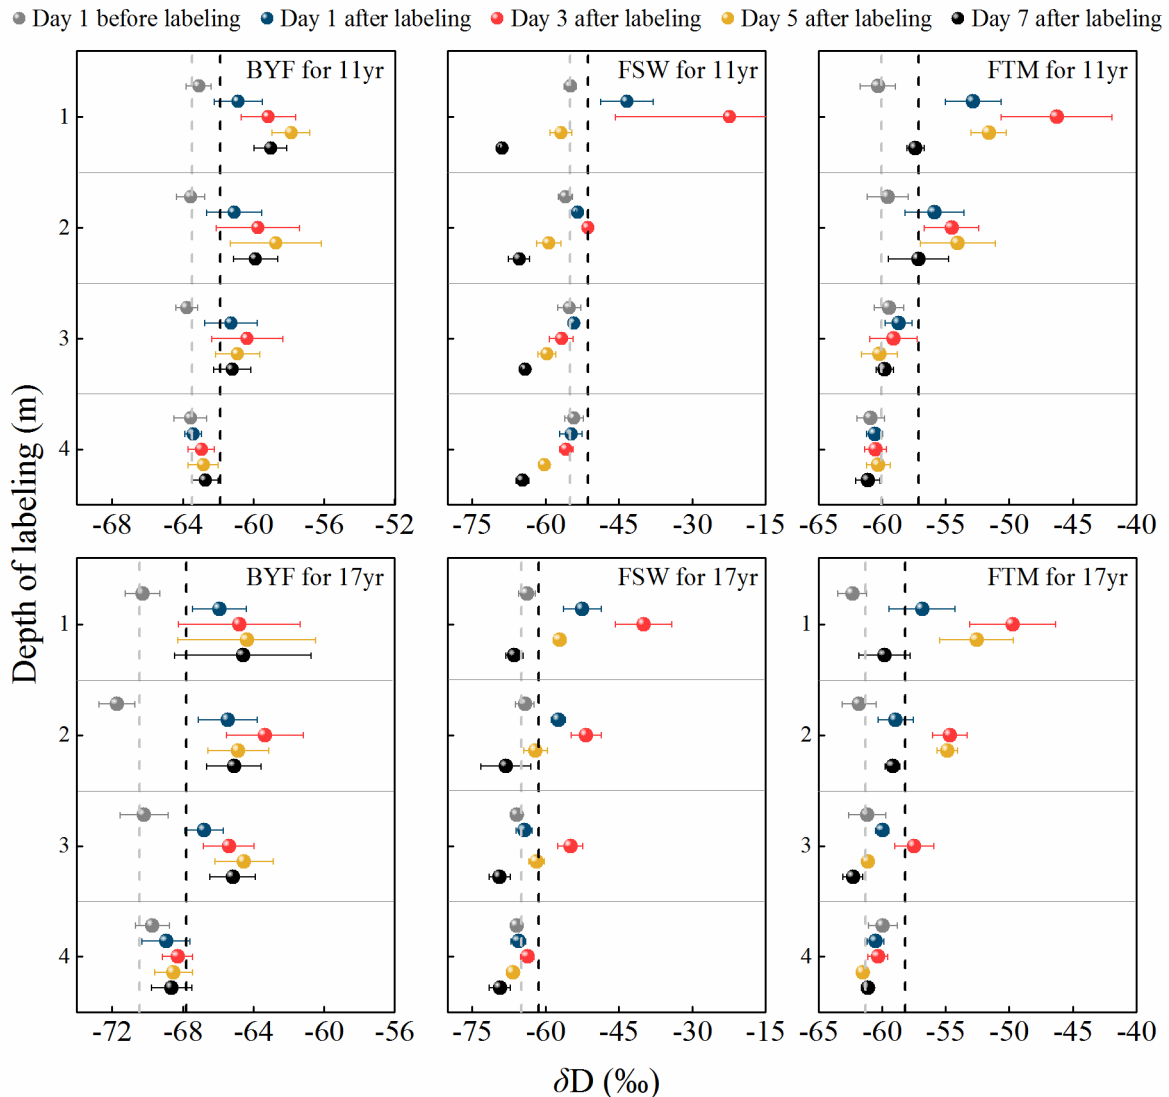 Day 1 before labeling Day 1 after labeling Day 3 after labeling Day 5 after labeling Day 7 after labeling
BYF for 11yr FSW for 11yr FTM for 11yr
1
2
3
4
-68 -64 -60 -56 -52 -75 -60 -45 -30 -15 -65 -60 -55 -50 -45 -40
Depth of labeling (m)
BYF for 17yr FSW for 17yr FTM for 17yr
1
2
3
4
-72 -68 -64 -60 -56 -75 -60 -45 -30 -15 -65 -60 -55 -50 -45 -40
δD (‰)